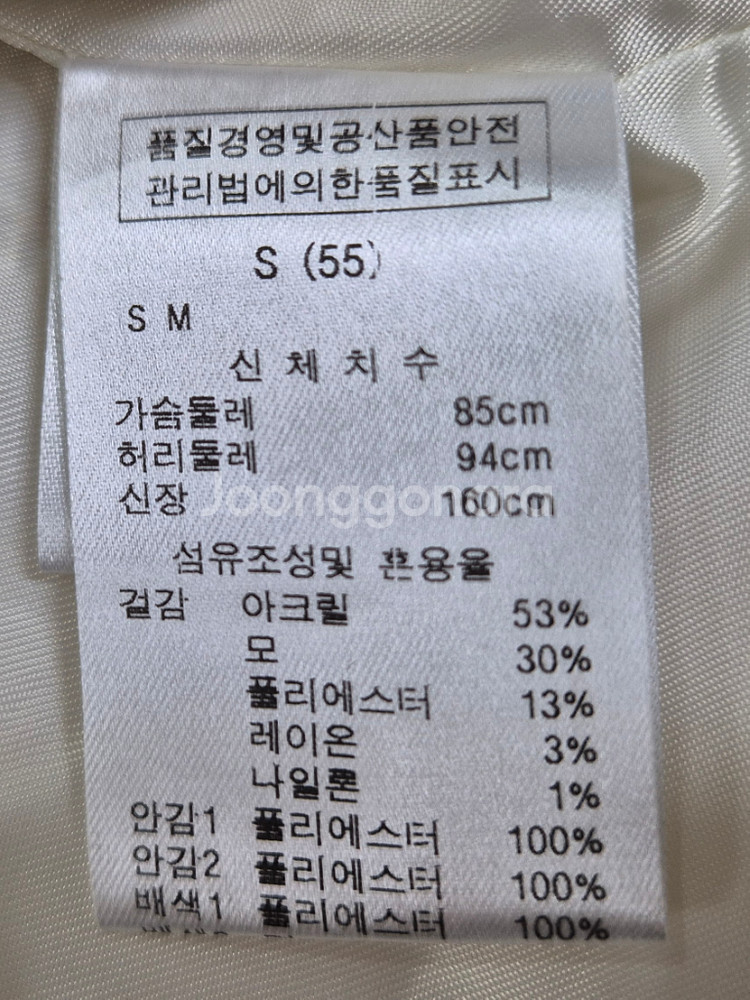 품질경영및공산품안전
관리법에의한품질표시
S (55)
S M
신 체 치 수
가슴둘레 85cm
허리둘레 94cm
신장 160cm
섬유조성및 혼용율
겉감 아크릴 53%
모 30%
폴리에스터 13%
레이온 3%
나일론 1%
안감1 폴리에스터 100%
안감2 폴리에스터 100%
배색1 폴리에스터 100%